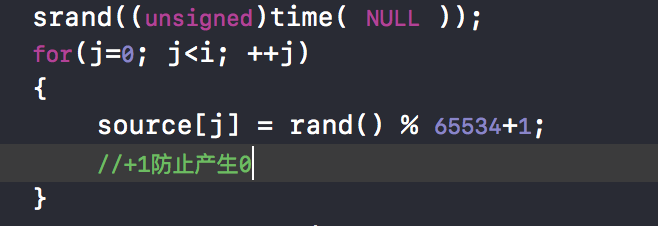 srand((unsigned)time( NULL ));
for(j=0; j<i; ++j)
{
source[j] = rand() % 65534+1;
//+1防止产生0
}